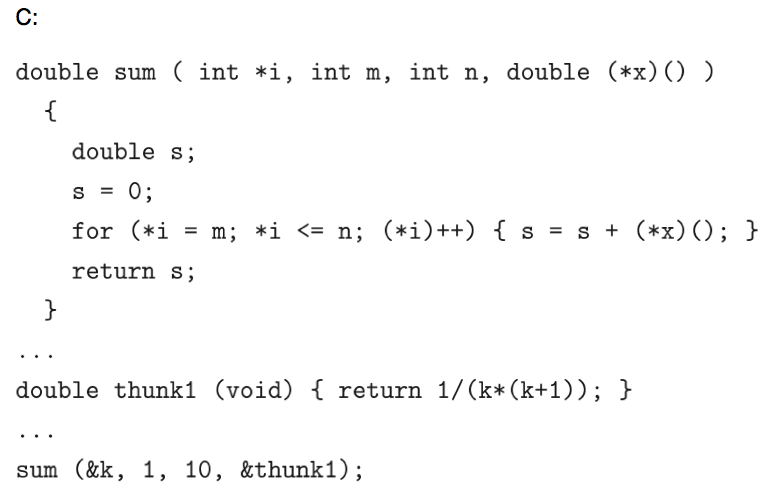 C:
double sum ( int *i, int m, int n, double (*x)() )
{
double s;
s = 0;
for (*i = m; *i <= n; (*i)++) { s = s + (*x)(); }
return s;
}
...
double thunk1 (void) { return 1/(k*(k+1)); }
...
sum (&k, 1, 10, &thunk1);